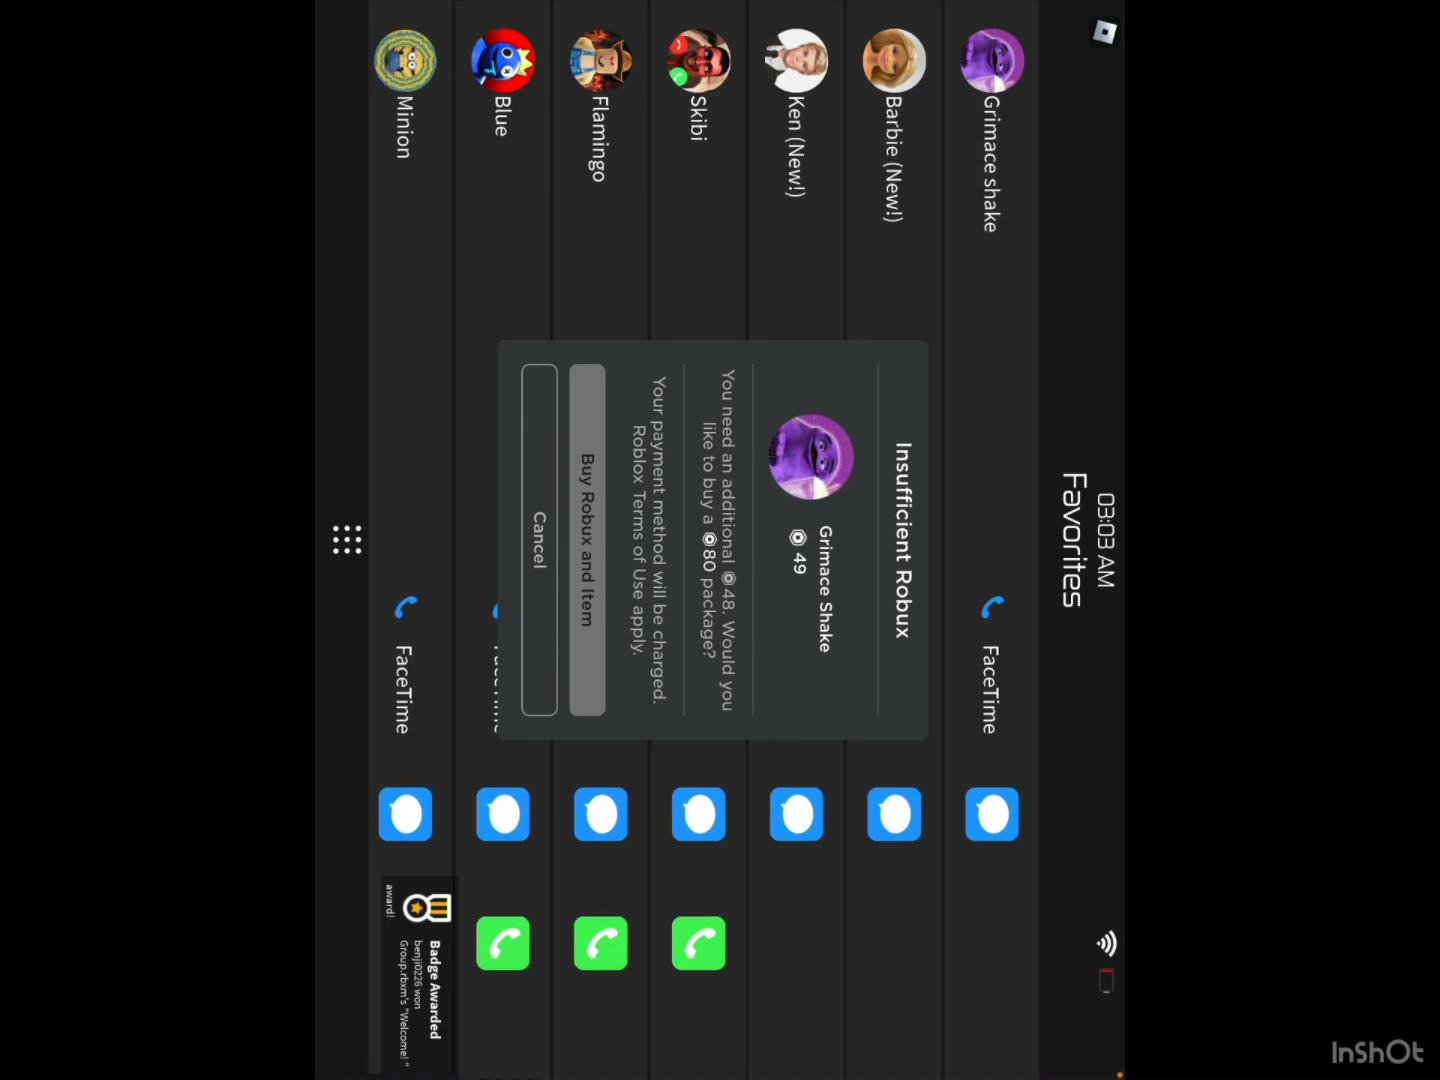 03:03 AM
Favorites
Grimace shake
FaceTime
Barbie (New!)
Ken (New!)
Skibi
Flamingo
Blue
Minion
FaceTime
Insufficient Robux
Grimace Shake
49
You need an additional 48. Would you
like to buy a 80 package?
Your payment method will be charged.
Roblox Terms of Use apply.
Buy Robux and Item
Cancel
Badge Awarded
benji0226 won
Group.rbxm's "Welcome! "
award!
InShOt